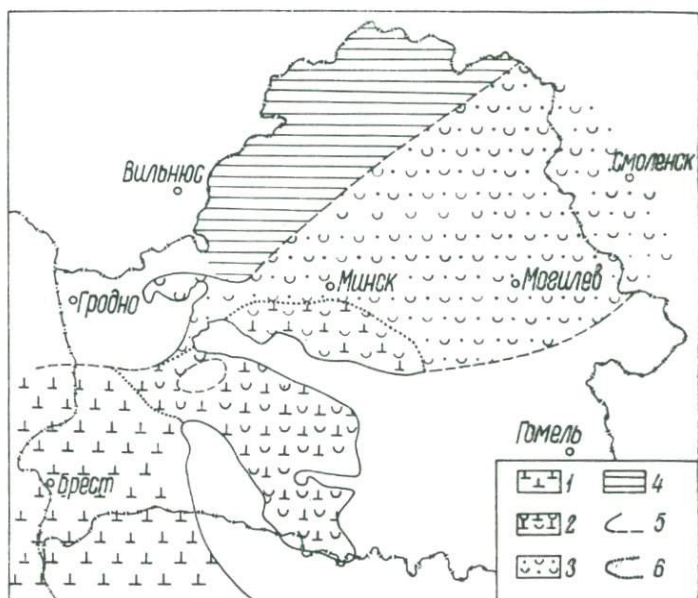 Смоленск
Вильнюс
Минск
Могилев
Гродно
Гомель
Брест
1 4
2 5
3 6